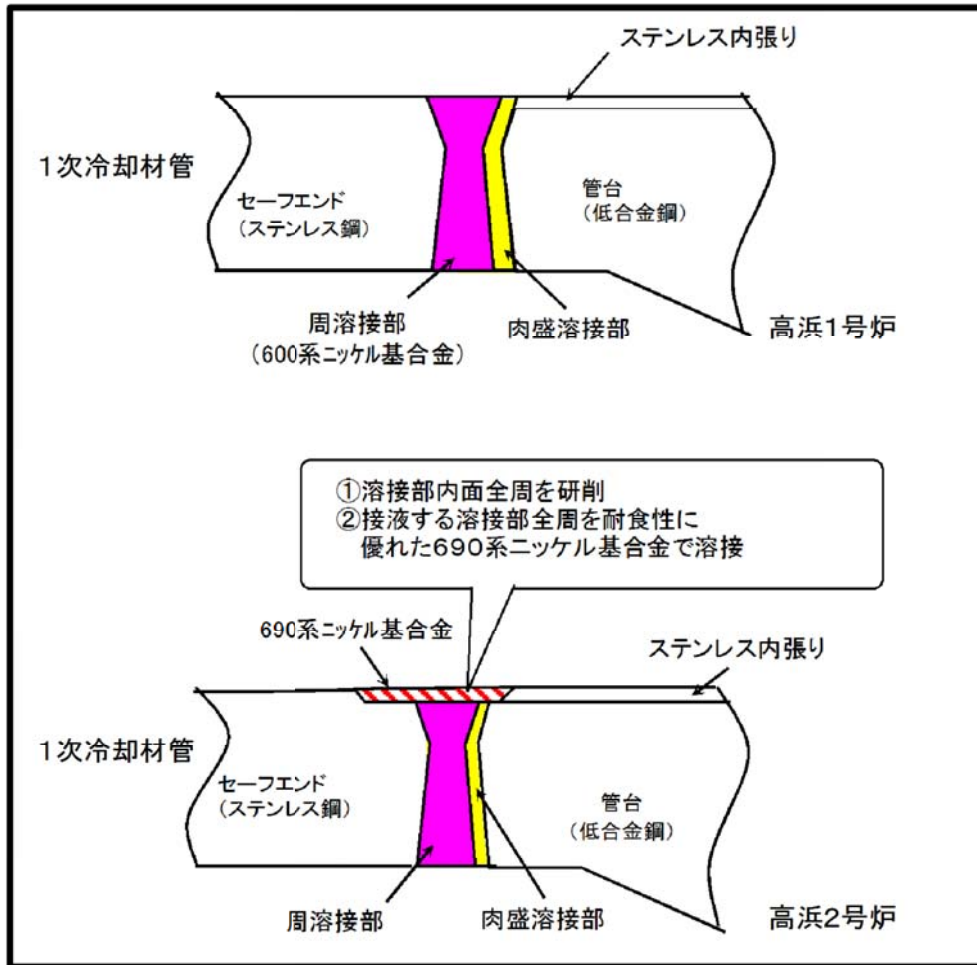 ステンレス内張り
1次冷却材管
セーフエンド
(ステンレス鋼)
管台
(低合金鋼)
周溶接部
(600系ニッケル基合金)
肉盛溶接部
高浜1号炉
①溶接部内面全周を研削
②接液する溶接部全周を耐食性に
優れた690系ニッケル基合金で溶接
690系ニッケル基合金
ステンレス内張り
1次冷却材管
セーフエンド
(ステンレス鋼)
管台
(低合金鋼)
周溶接部
肉盛溶接部
高浜2号炉